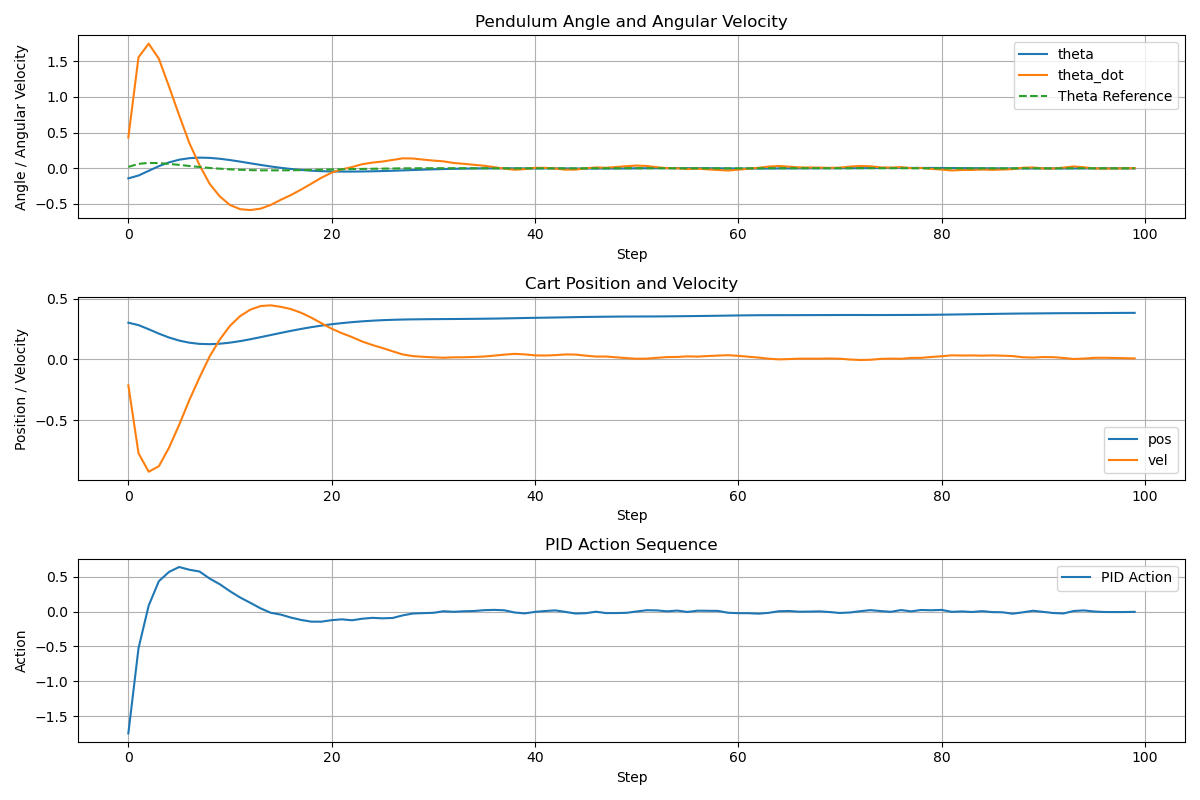 Pendulum Angle and Angular Velocity
Angle / Angular Velocity
1.5
1.0
0.5
0.0
−0.5
theta
theta_dot
Theta Reference
0 20 40 60 80 100
Step
Cart Position and Velocity
Position / Velocity
0.5
0.0
−0.5
pos
vel
0 20 40 60 80 100
Step
PID Action Sequence
Action
0.5
0.0
−0.5
−1.0
−1.5
PID Action
0 20 40 60 80 100
Step